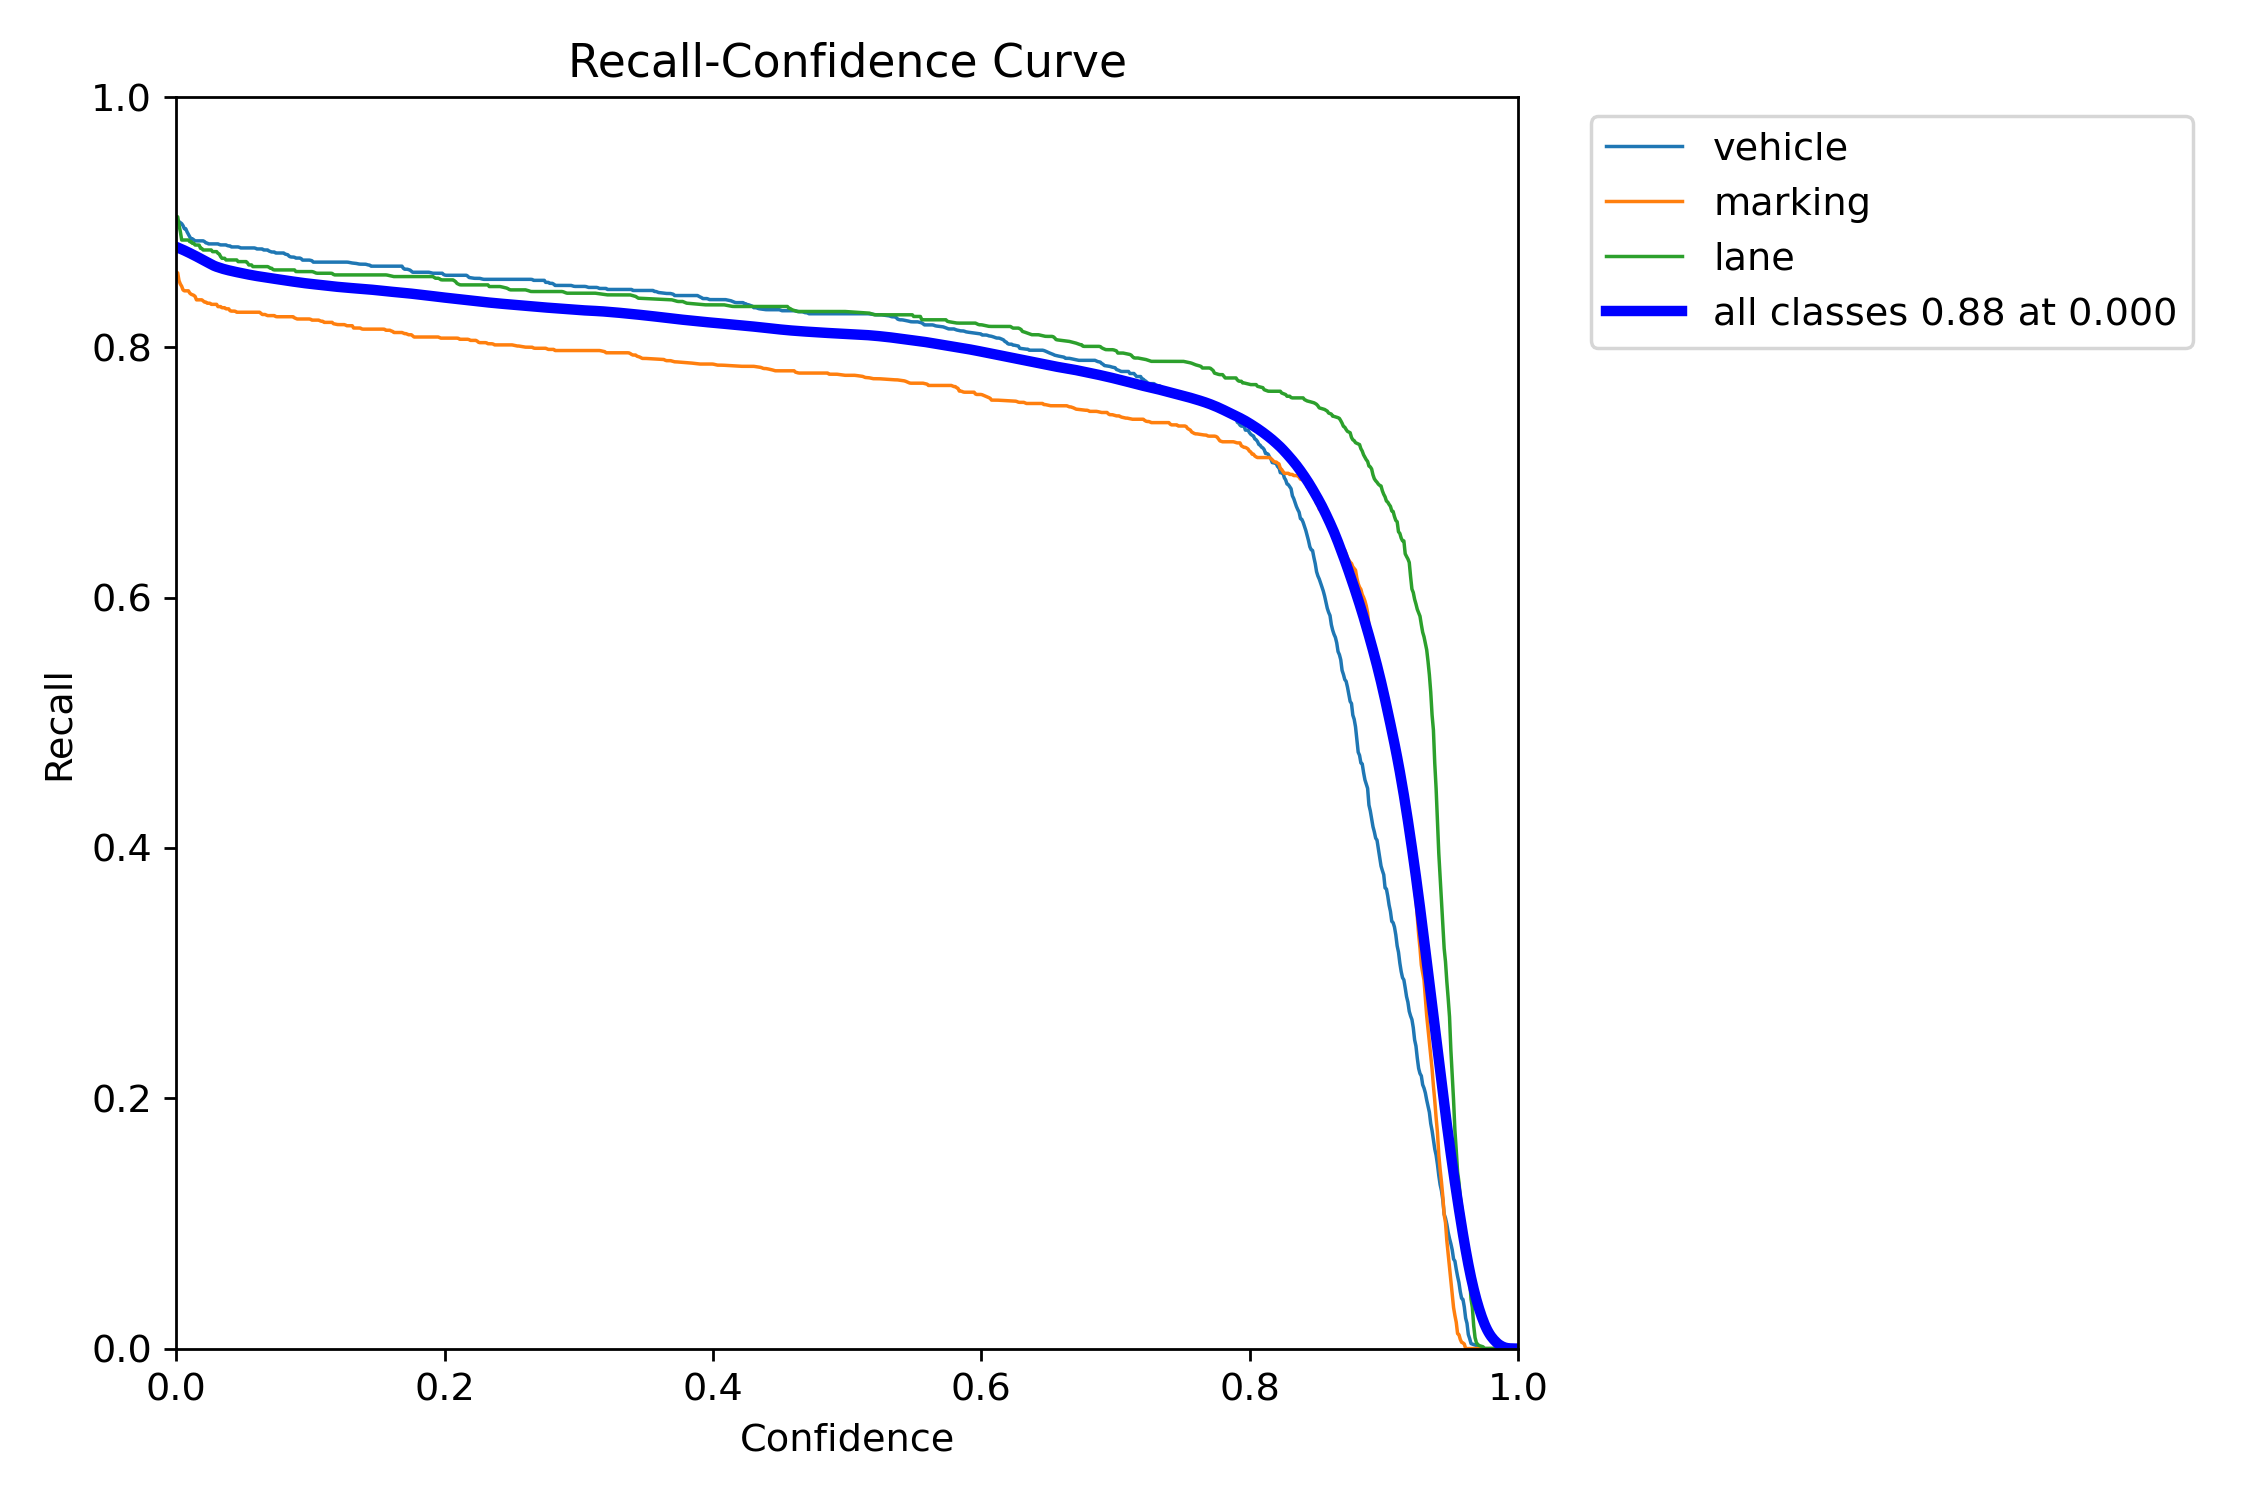 Recall-Confidence Curve
1.0
0.8
0.6
0.4
0.2
0.0
Recall
0.0 0.2 0.4 0.6 0.8 1.0
Confidence
vehicle
marking
lane
all classes 0.88 at 0.000